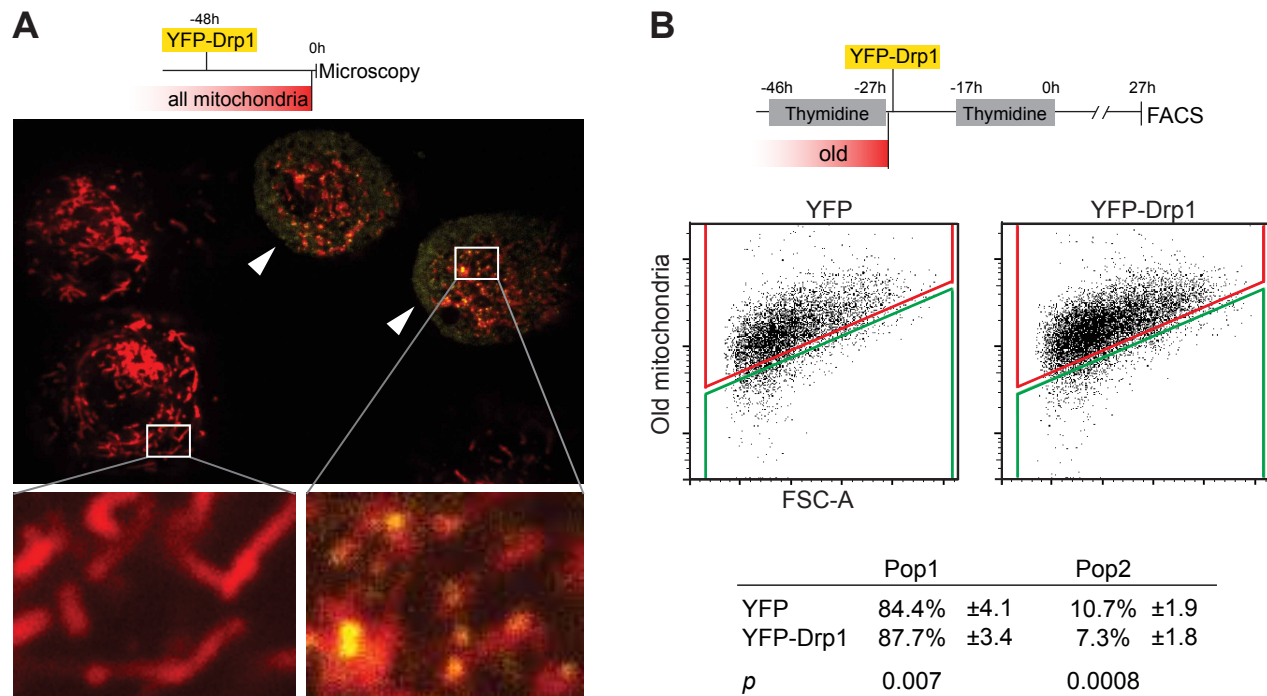 A
-48h
YFP-Drp1
0h
Microscopy
all mitochondria
B
YFP-Drp1
-46h -27h -17h 0h 27h
Thymidine Thymidine FACS
old
YFP YFP-Drp1
Old mitochondria
FSC-A
Pop1 Pop2
YFP 84.4% ±4.1 10.7% ±1.9
YFP-Drp1 87.7% ±3.4 7.3% ±1.8
p 0.007 0.0008